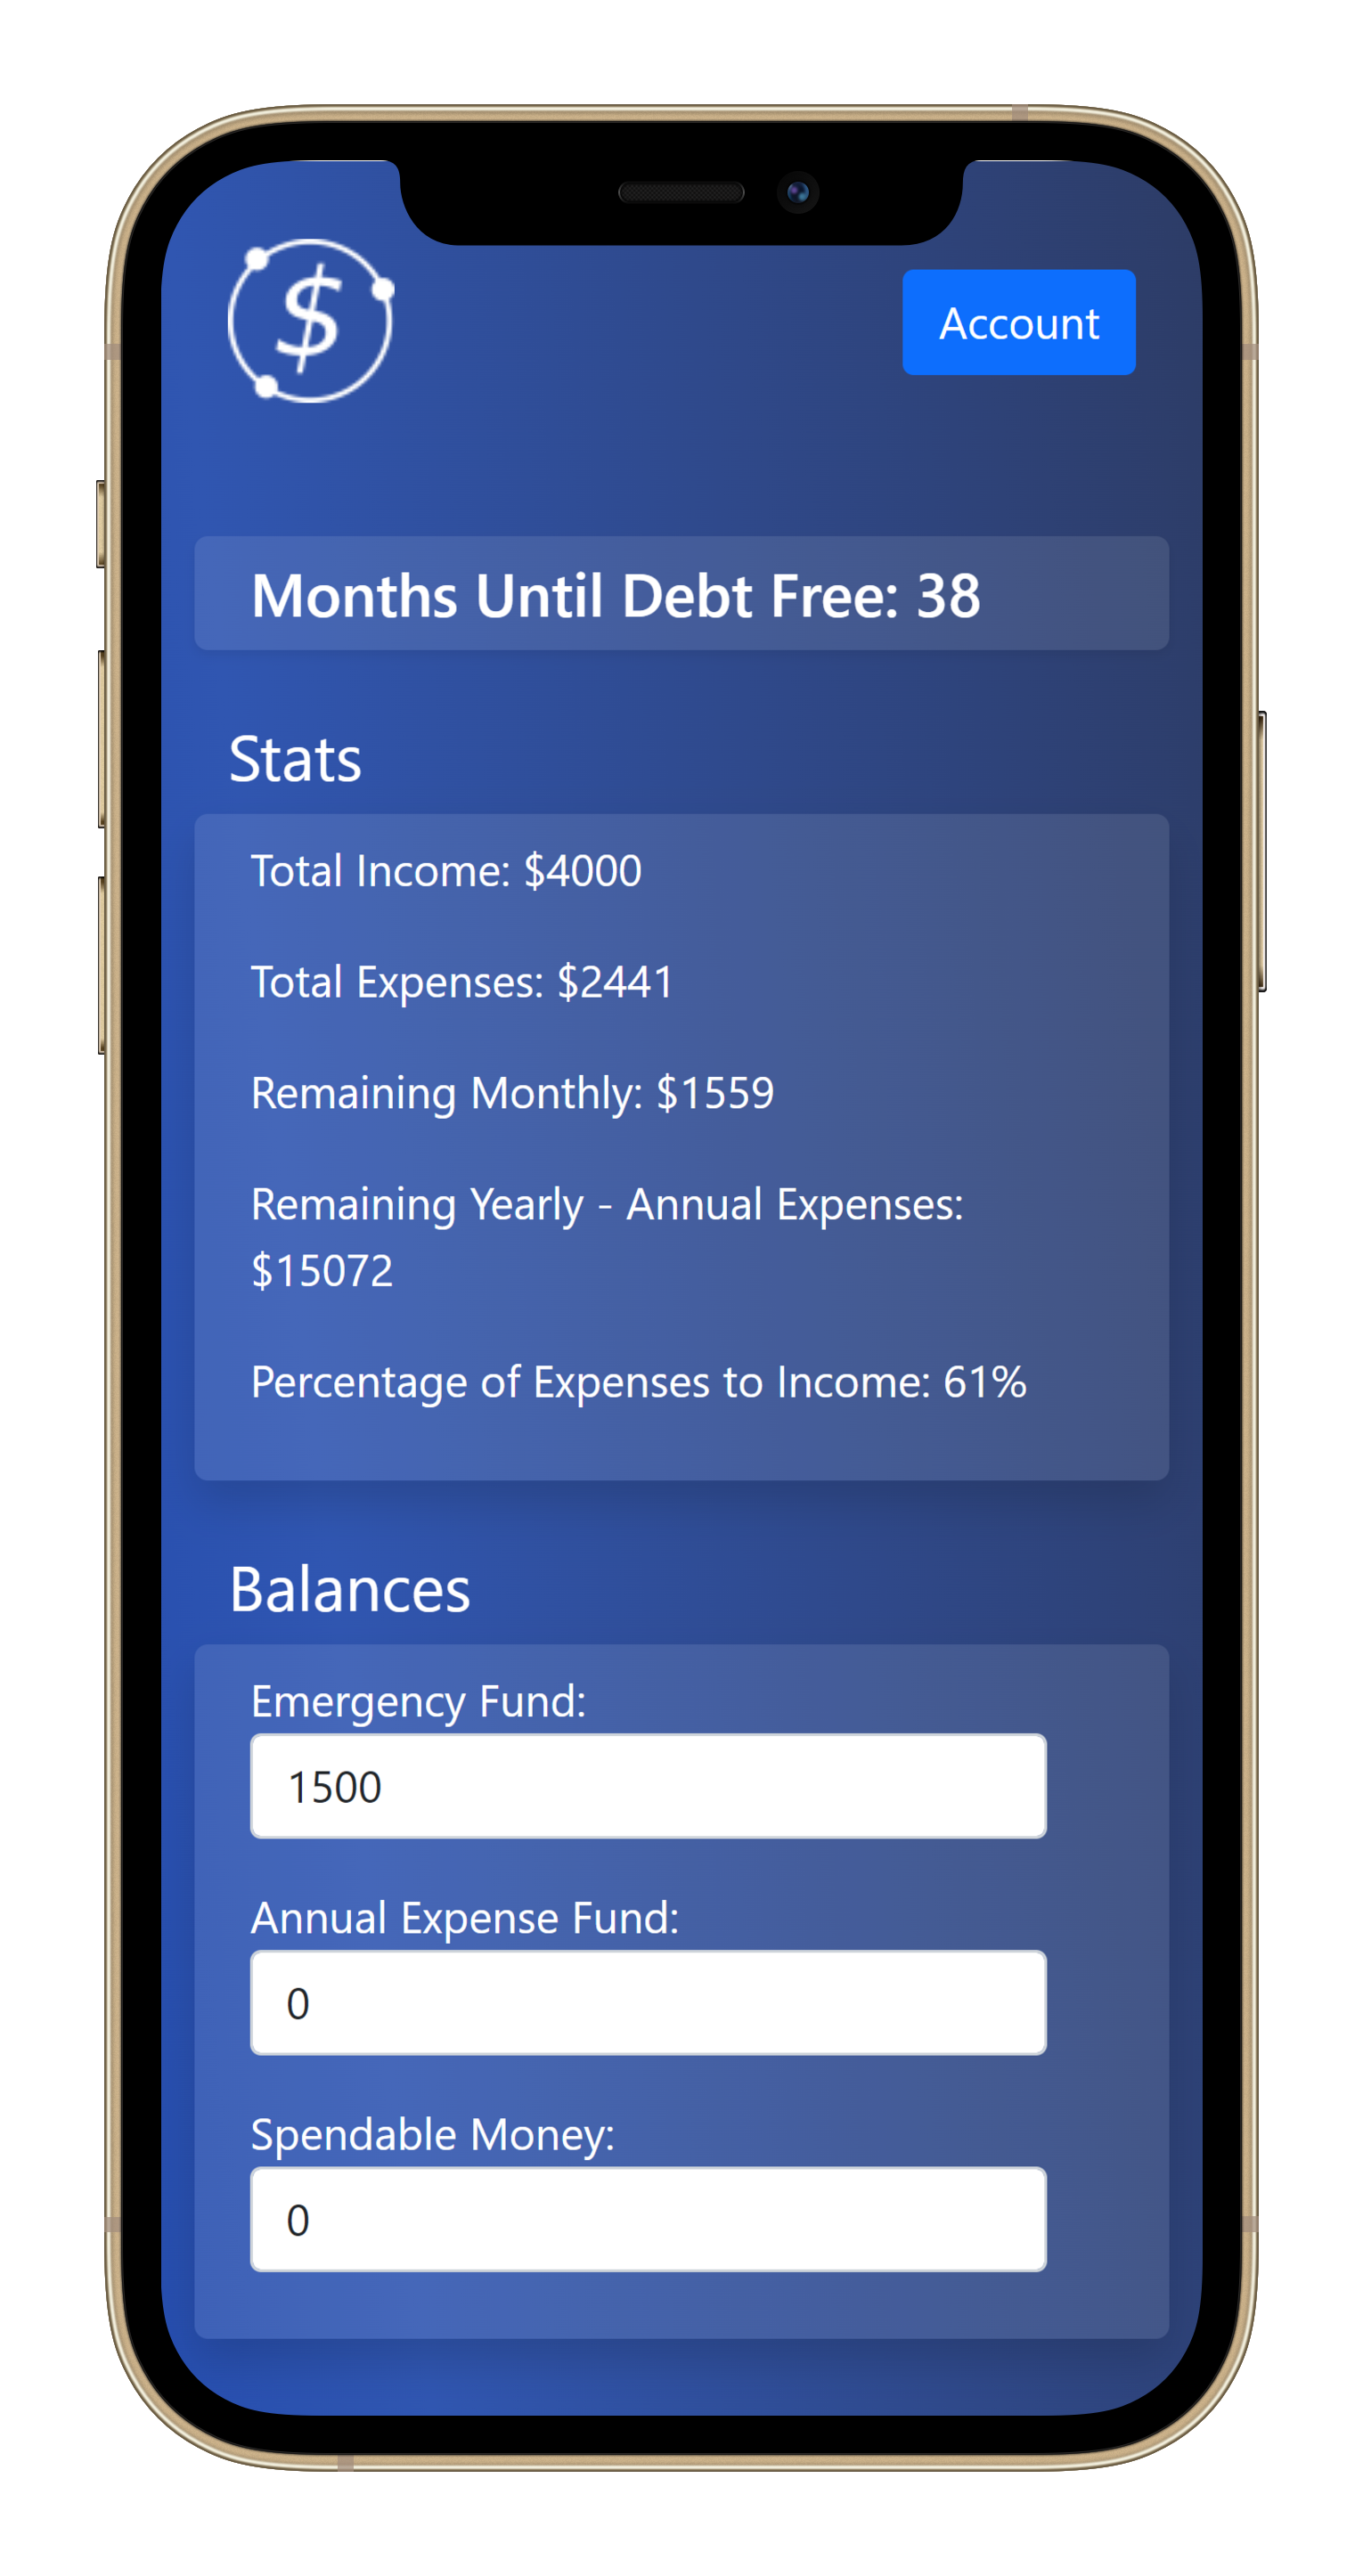 $
Account
Months Until Debt Free: 38
Stats
Total Income: $4000
Total Expenses: $2441
Remaining Monthly: $1559
Remaining Yearly - Annual Expenses:
$15072
Percentage of Expenses to Income: 61%
Balances
Emergency Fund:
1500
Annual Expense Fund:
0
Spendable Money:
0